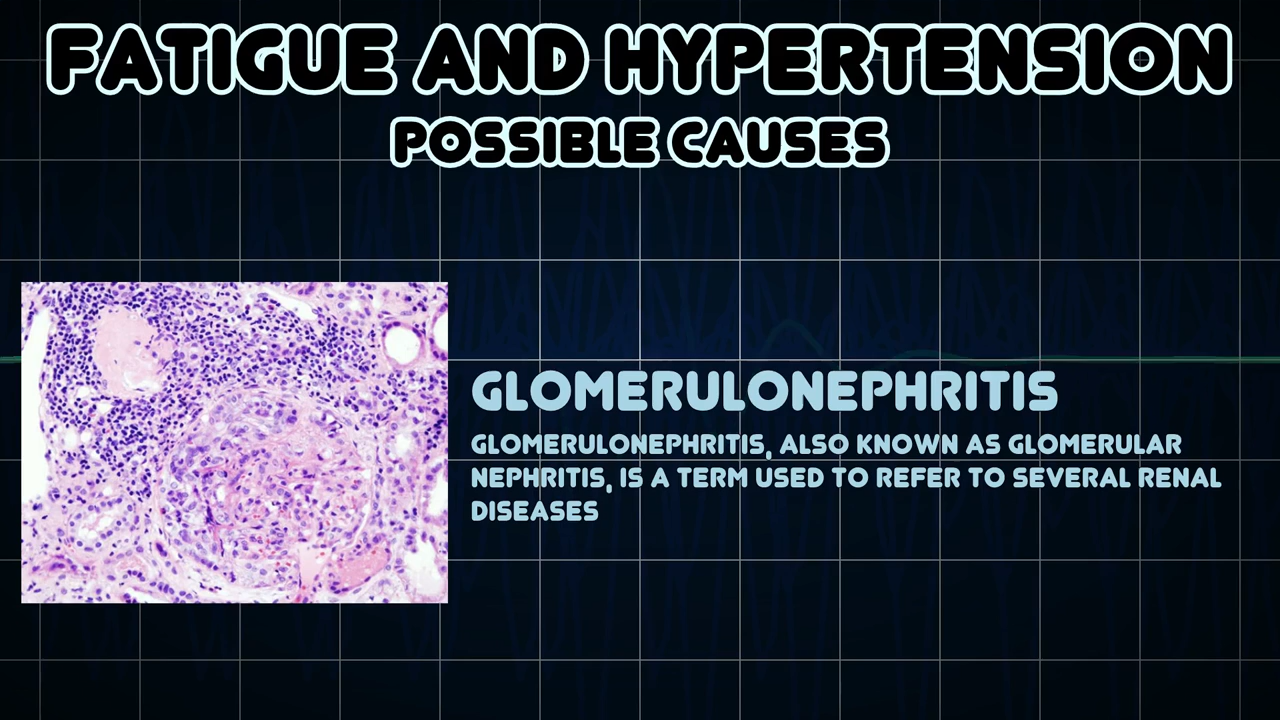 FATIGUE AND HYPERTENSION
POSSIBLE CAUSES
GLOMERULONEPHRITIS
GLOMERULONEPHRITIS, ALSO KNOWN AS GLOMERULAR
NEPHRITIS, IS A TERM USED TO REFER TO SEVERAL RENAL
DISEASES